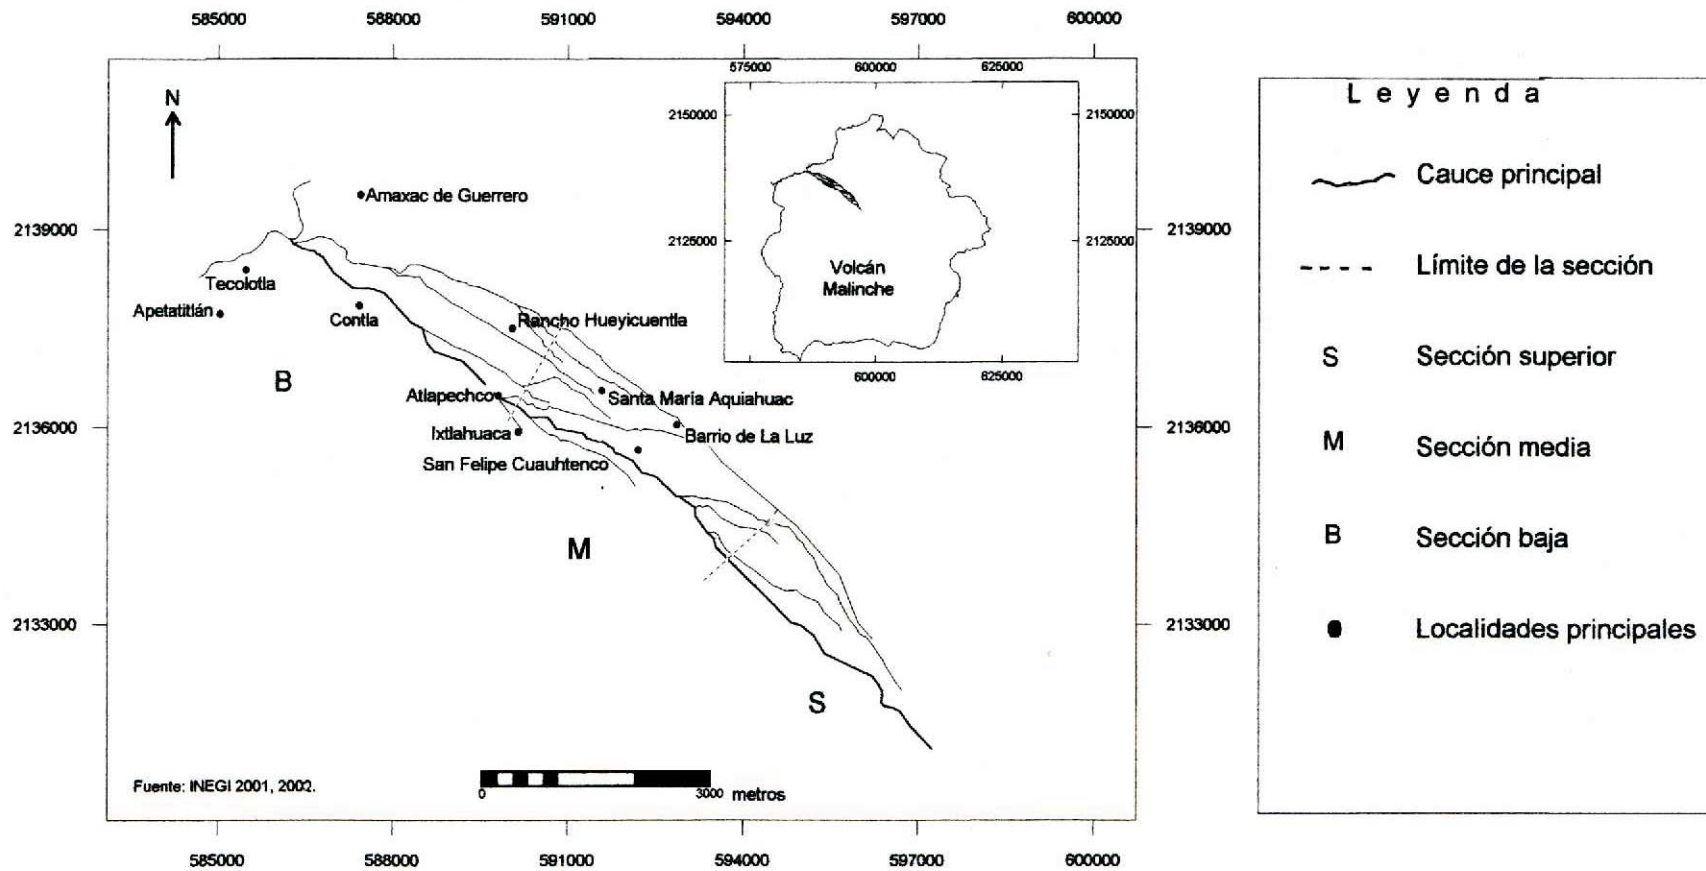 585000 588000 591000 594000 597000 600000
575000 600000 625000
2150000 2150000
2125000 2125000
Volcán
Malinche
600000 625000
N
Amaxac de Guerrero
2139000 2139000
Tecolotla
Apetatitlán
Contla
Rancho Hueyicuentla
B
Atlapechco
Santa María Aquiahuac
2136000 2136000
Ixtlahuaca
Barrio de La Luz
San Felipe Cuauhtenco
M
2133000 2133000
S
Fuente: INEGI 2001, 2002.
0 3000 metros
585000 588000 591000 594000 597000 600000
Leyenda
Cauce principal
Límite de la sección
S Sección superior
M Sección media
B Sección baja
Localidades principales